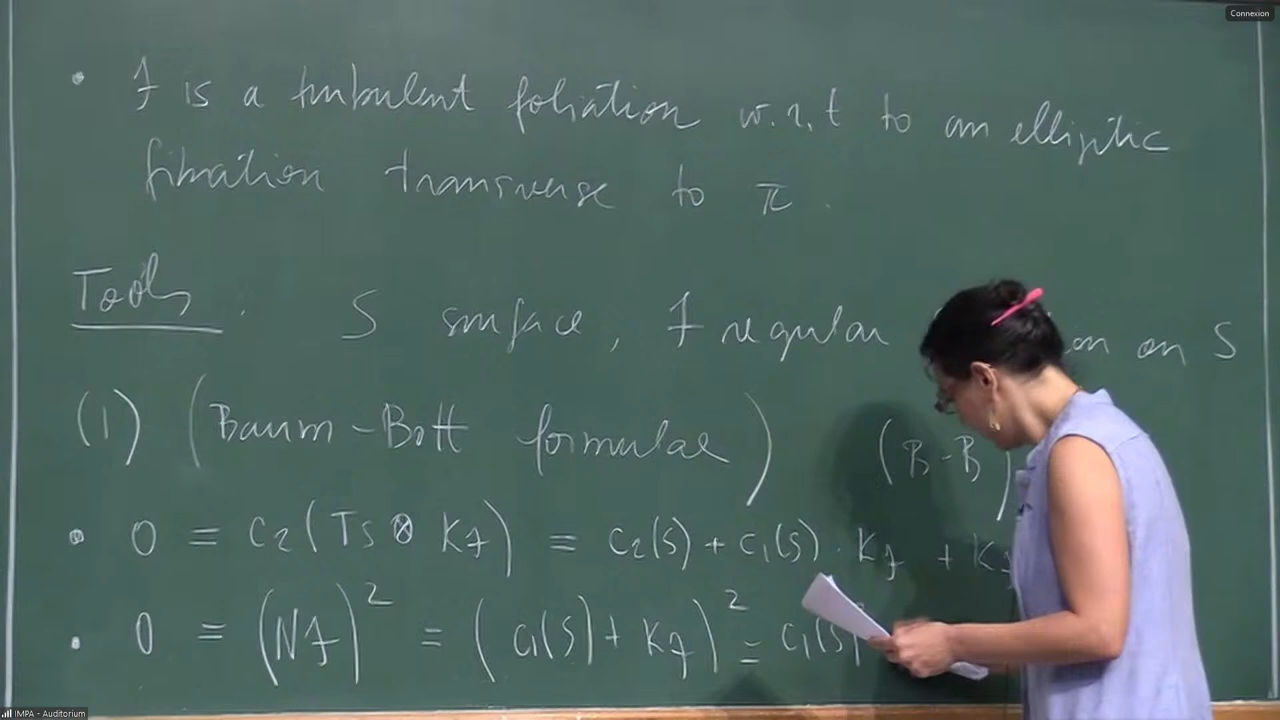 Connexion
• F is a turbulent foliation w.r.t to an elliptic
fibration transverse to π.
Tools. S surface, F regular on on S
(1) (Baum-Bott formulae) (B-B)
• 0 = c₂(Ts ⊗ KF) = c₂(S) + c₁(S) · KF + K
• 0 = (NF)² = (c₁(S) + KF)² = c₁(S)
IMPA - Auditorium